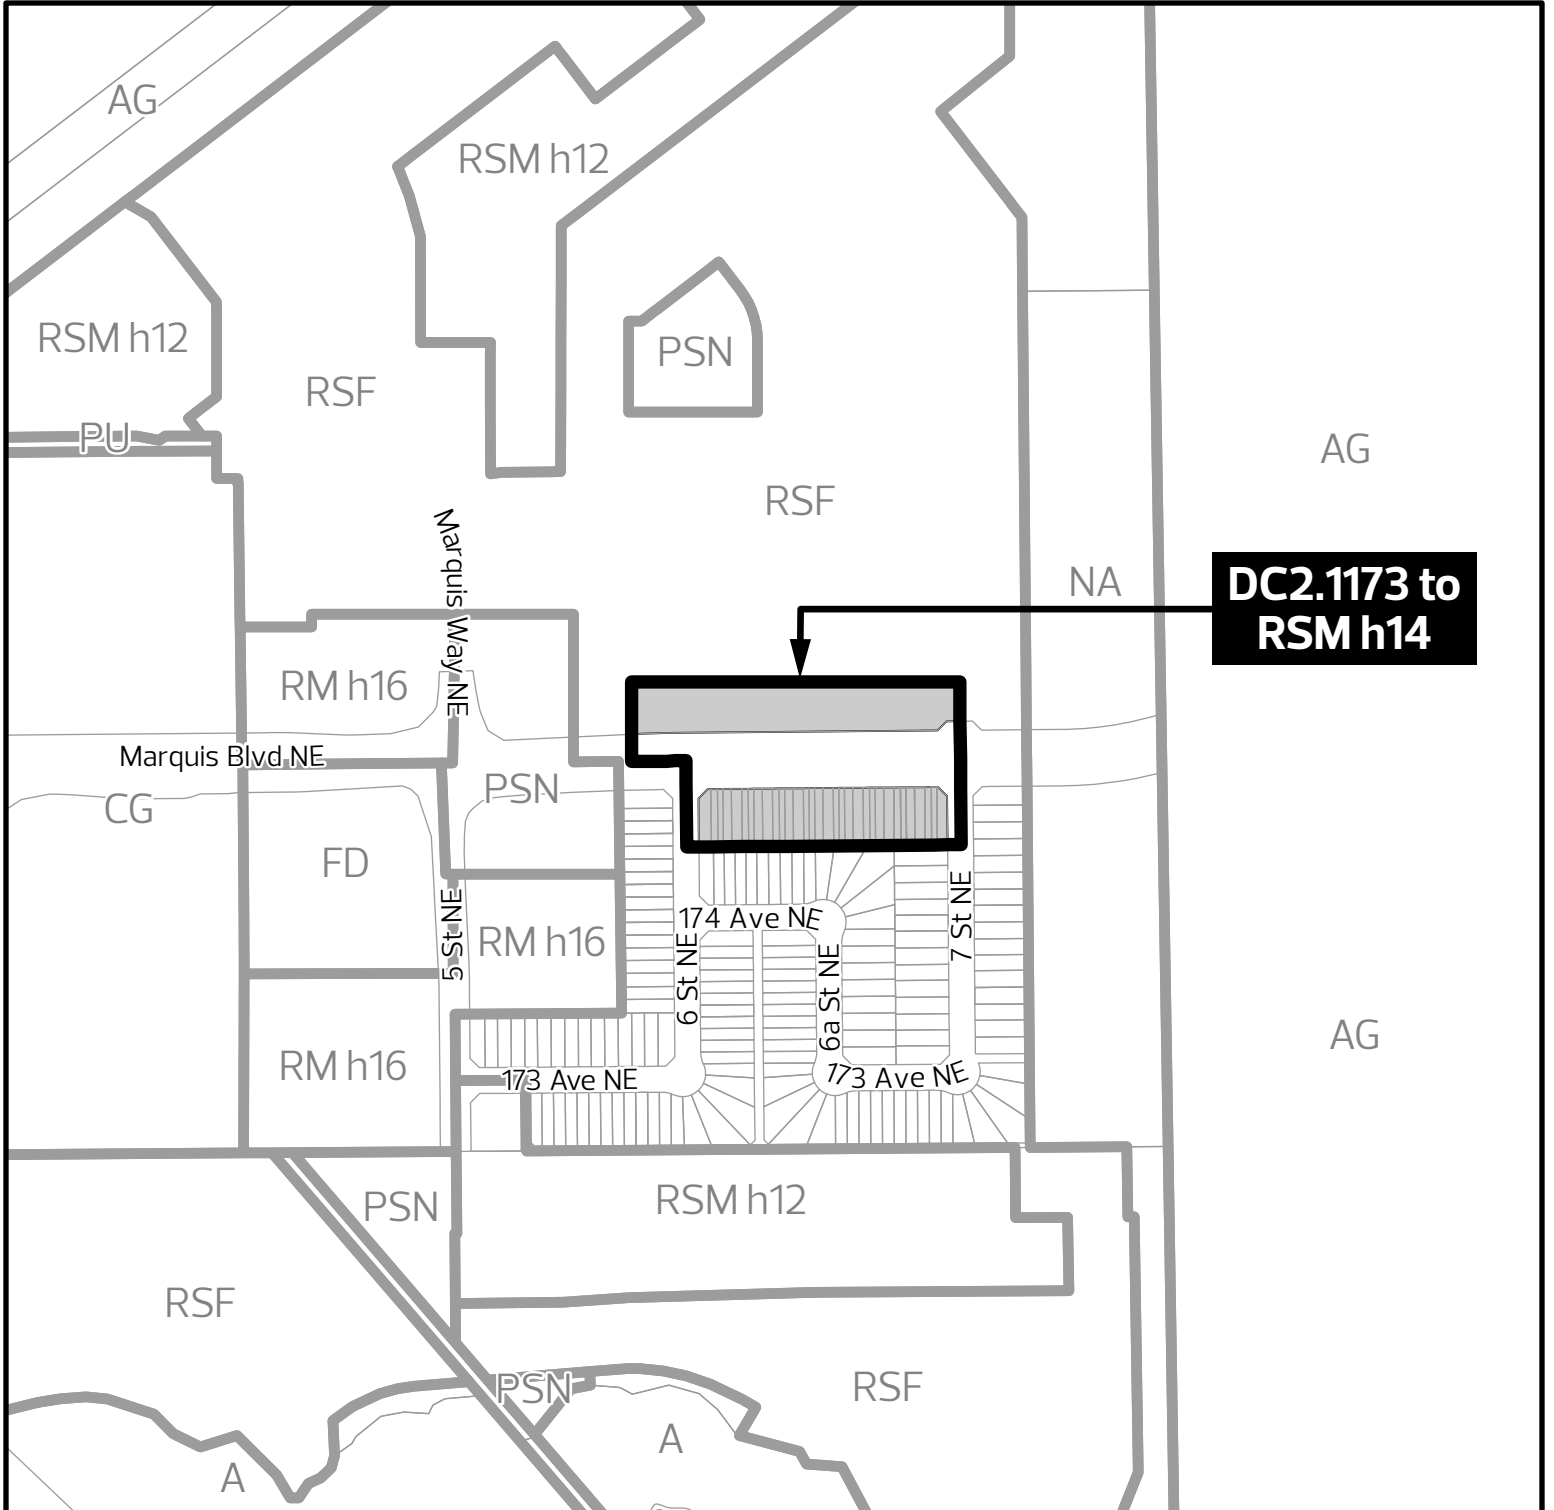 AG
RSM h12
RSM h12
PSN
RSF
PU
AG
RSF
Marquis Way NE
NA
DC2.1173 to
RSM h14
RM h16
Marquis Blvd NE
PSN
CG
FD
5 St NE
174 Ave NE
7 St NE
RM h16
6 St NE
6a St NE
AG
RM h16
173 Ave NE
173 Ave NE
PSN
RSM h12
RSF
PSN
RSF
A
A